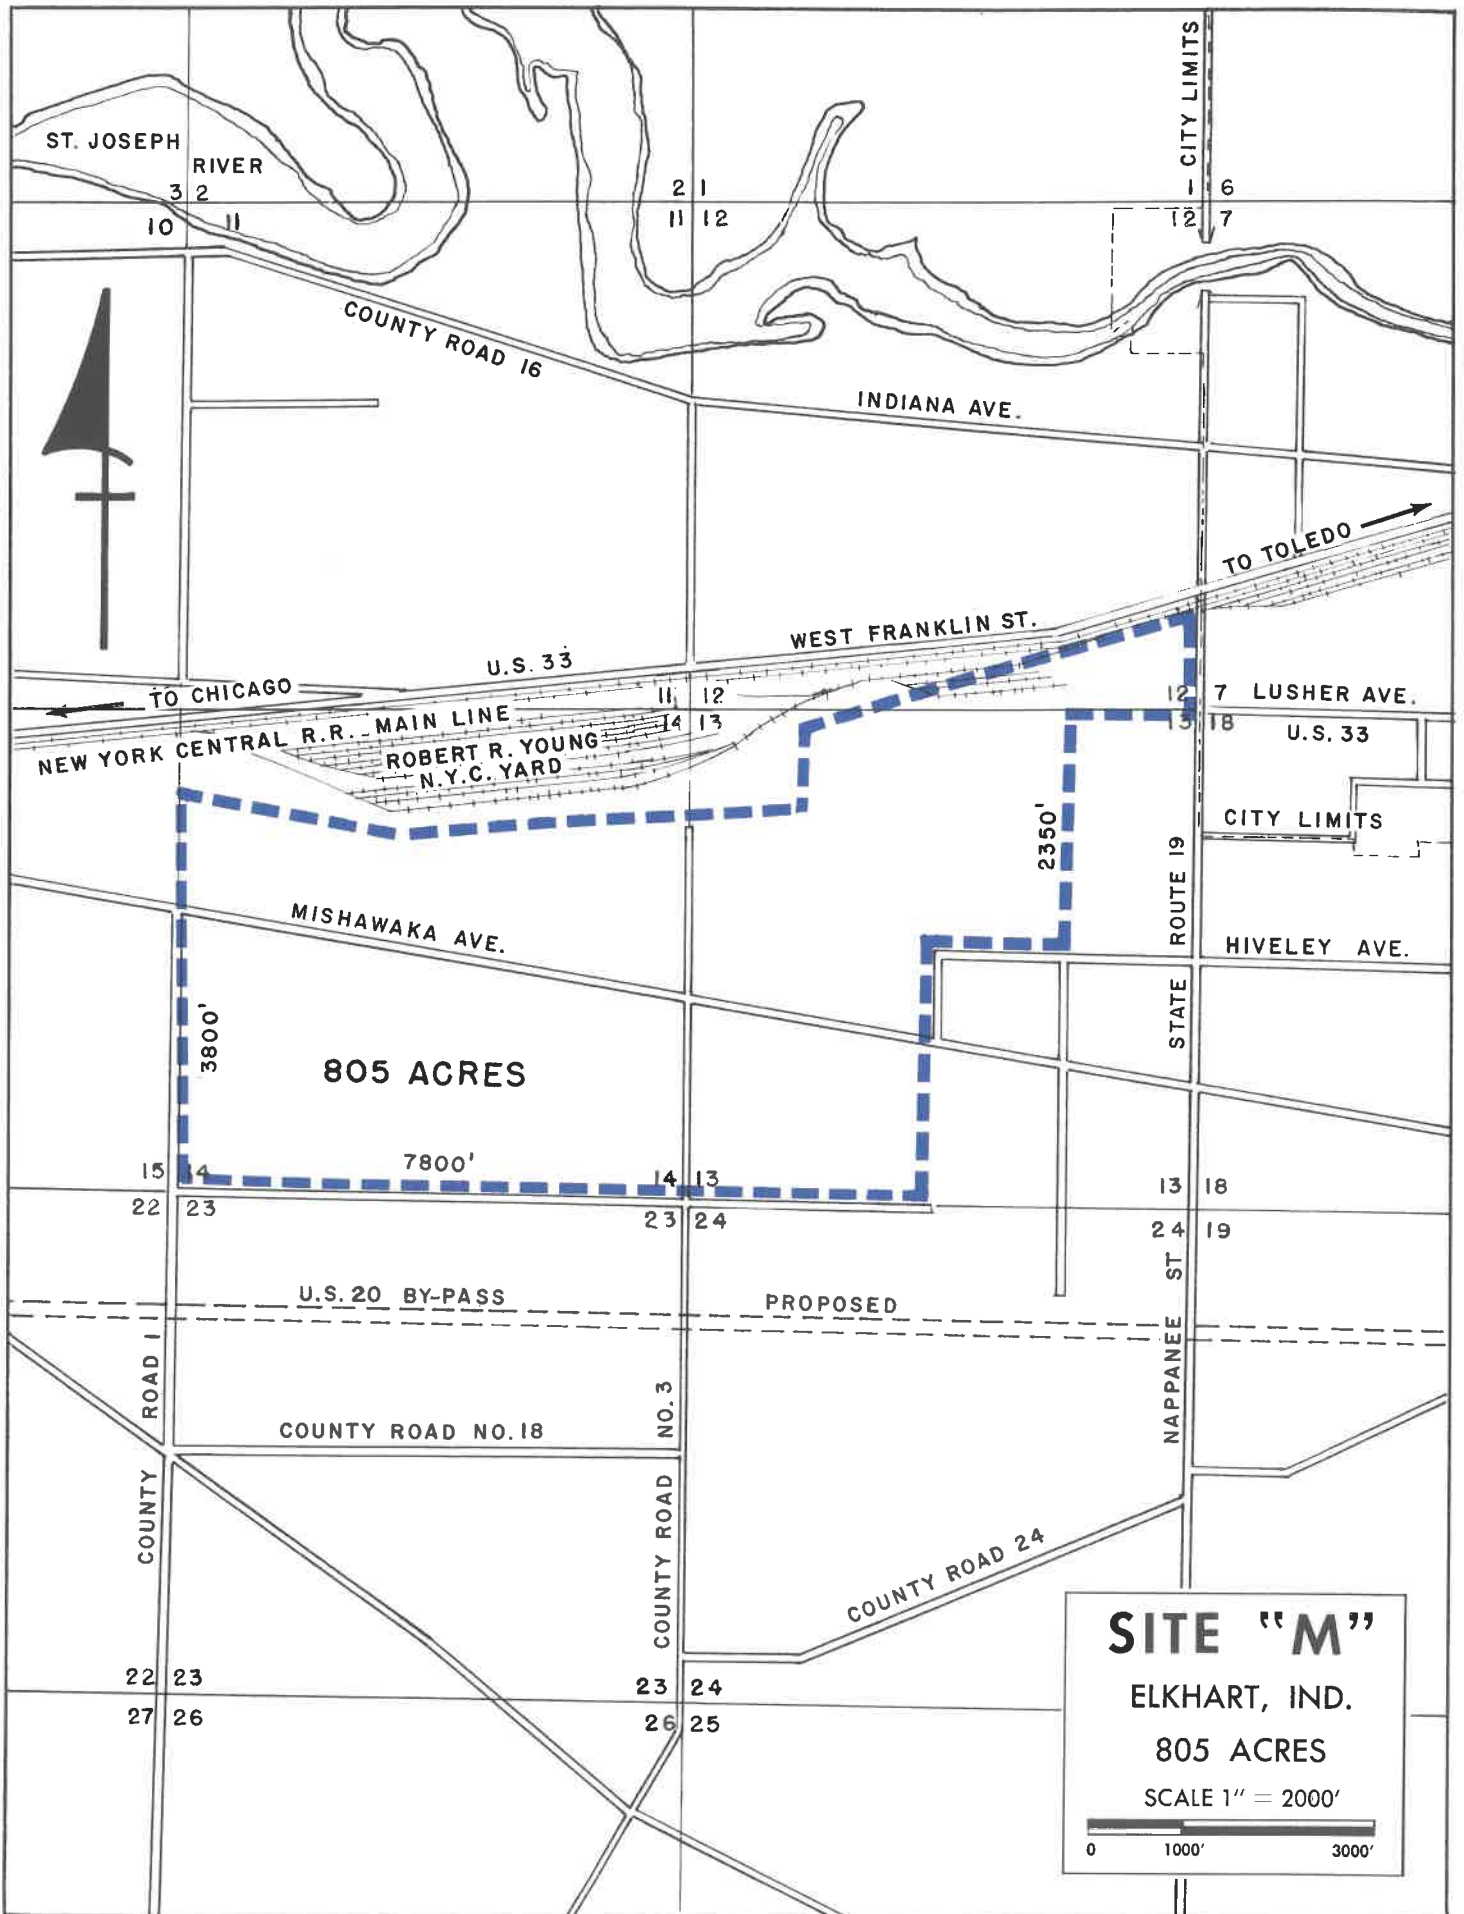 CITY LIMITS
ST. JOSEPH
RIVER
3 2
10 11
2 1
11 12
1 6
12 7
COUNTY ROAD 16
INDIANA AVE.
TO TOLEDO
WEST FRANKLIN ST.
U.S. 33
TO CHICAGO
11 12
14 13
12 7
13 18
LUSHER AVE.
U.S. 33
NEW YORK CENTRAL R.R. - MAIN LINE
ROBERT R. YOUNG
N.Y.C. YARD
CITY LIMITS
2350'
STATE ROUTE 19
MISHAWAKA AVE.
HIVELEY AVE.
3800'
805 ACRES
7800'
15 14
22 23
14 13
23 24
13 18
24 19
U.S. 20 BY-PASS PROPOSED
NAPPANEE ST
COUNTY ROAD 1
COUNTY ROAD NO. 3
COUNTY ROAD NO. 18
COUNTY ROAD 24
22 23
27 26
23 24
26 25
SITE "M"
ELKHART, IND.
805 ACRES
SCALE 1" = 2000'
0 1000' 3000'